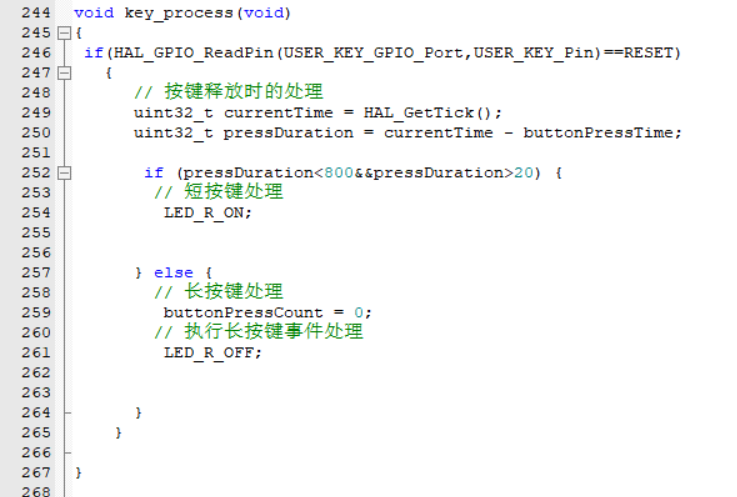 244 void key_process(void)
245 {
246 if(HAL_GPIO_ReadPin(USER_KEY_GPIO_Port,USER_KEY_Pin)==RESET)
247 {
248 // 按键释放时的处理
249 uint32_t currentTime = HAL_GetTick();
250 uint32_t pressDuration = currentTime - buttonPressTime;
251
252 if (pressDuration<800&&pressDuration>20) {
253 // 短按键处理
254 LED_R_ON;
255
256
257 } else {
258 // 长按键处理
259 buttonPressCount = 0;
260 // 执行长按键事件处理
261 LED_R_OFF;
262
263
264 }
265 }
266
267 }
268